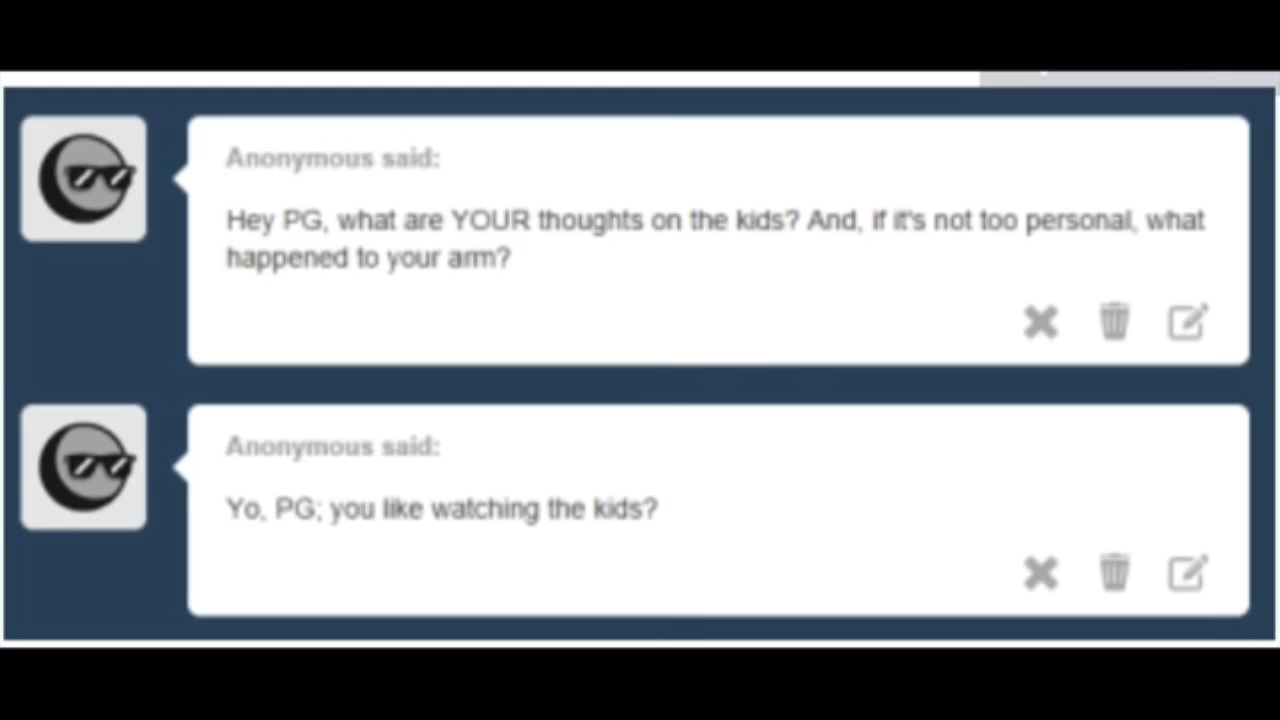 Anonymous said:
Hey PG, what are YOUR thoughts on the kids? And, if it's not too personal, what
happened to your arm?
Anonymous said:
Yo, PG; you like watching the kids?